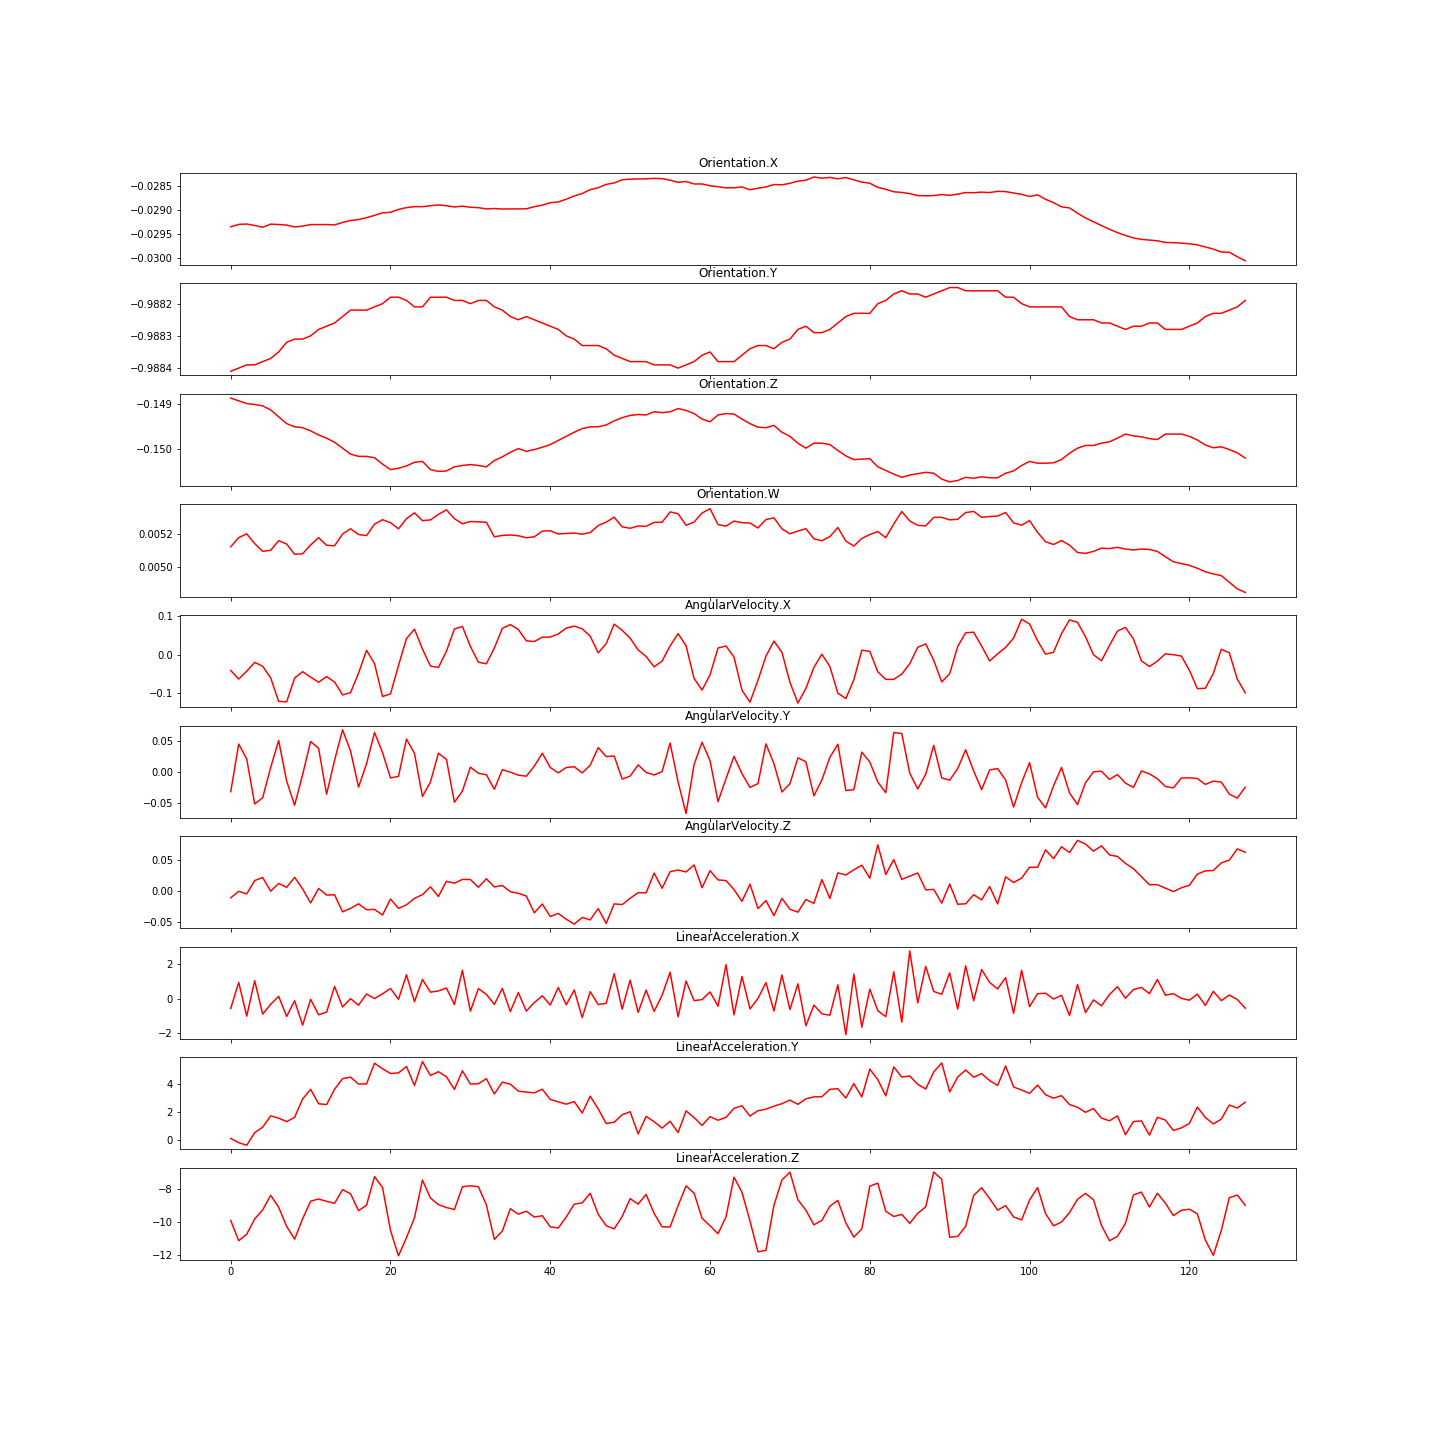 Orientation.X
−0.0285
−0.0290
−0.0295
−0.0300
Orientation.Y
−0.9882
−0.9883
−0.9884
Orientation.Z
−0.149
−0.150
Orientation.W
0.0052
0.0050
AngularVelocity.X
0.1
0.0
−0.1
AngularVelocity.Y
0.05
0.00
−0.05
AngularVelocity.Z
0.05
0.00
−0.05
LinearAcceleration.X
2
0
−2
LinearAcceleration.Y
4
2
0
LinearAcceleration.Z
−8
−10
−12
0 20 40 60 80 100 120